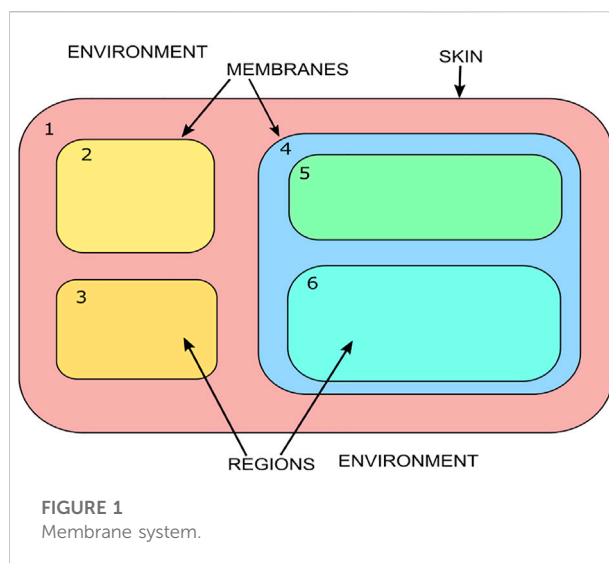 ENVIRONMENT
MEMBRANES
SKIN
1
2
4
5
3
6
REGIONS
ENVIRONMENT
FIGURE 1
Membrane system.